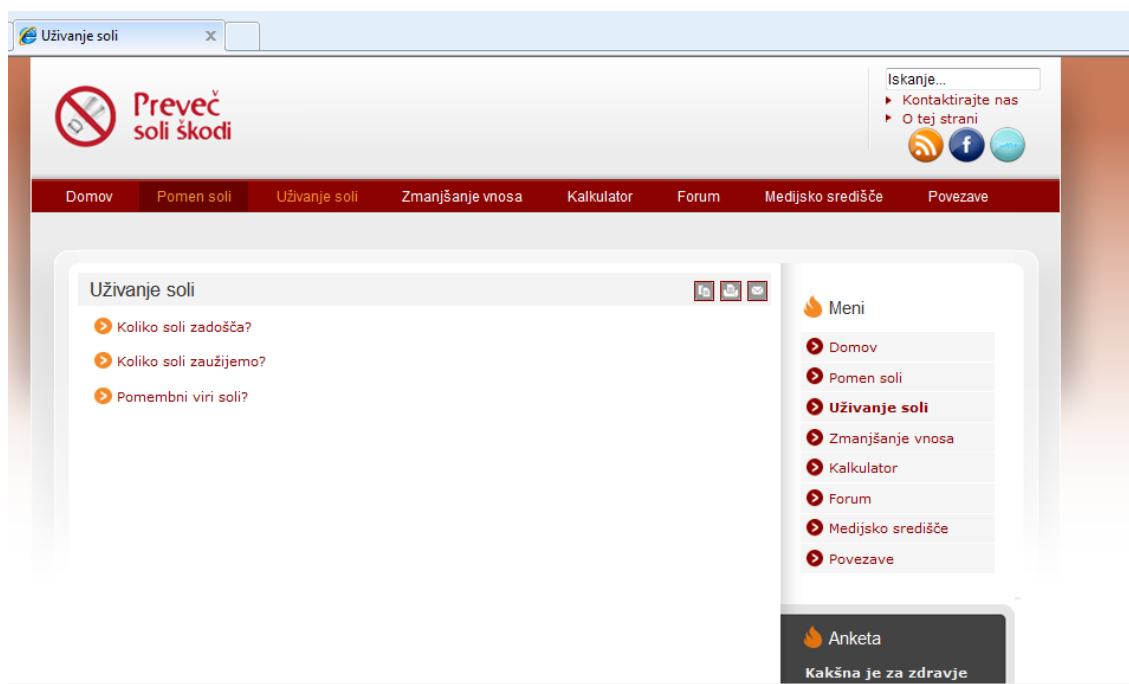 Uživanje soli
Preveč
soli škodi
Iskanje...
Kontaktirajte nas
O tej strani
Domov Pomen soli Uživanje soli Zmanjšanje vnosa Kalkulator Forum Medijsko središče Povezave
Uživanje soli
Koliko soli zadošča?
Koliko soli zaužijemo?
Pomembni viri soli?
Meni
Domov
Pomen soli
Uživanje soli
Zmanjšanje vnosa
Kalkulator
Forum
Medijsko središče
Povezave
Anketa
Kakšna je za zdravje